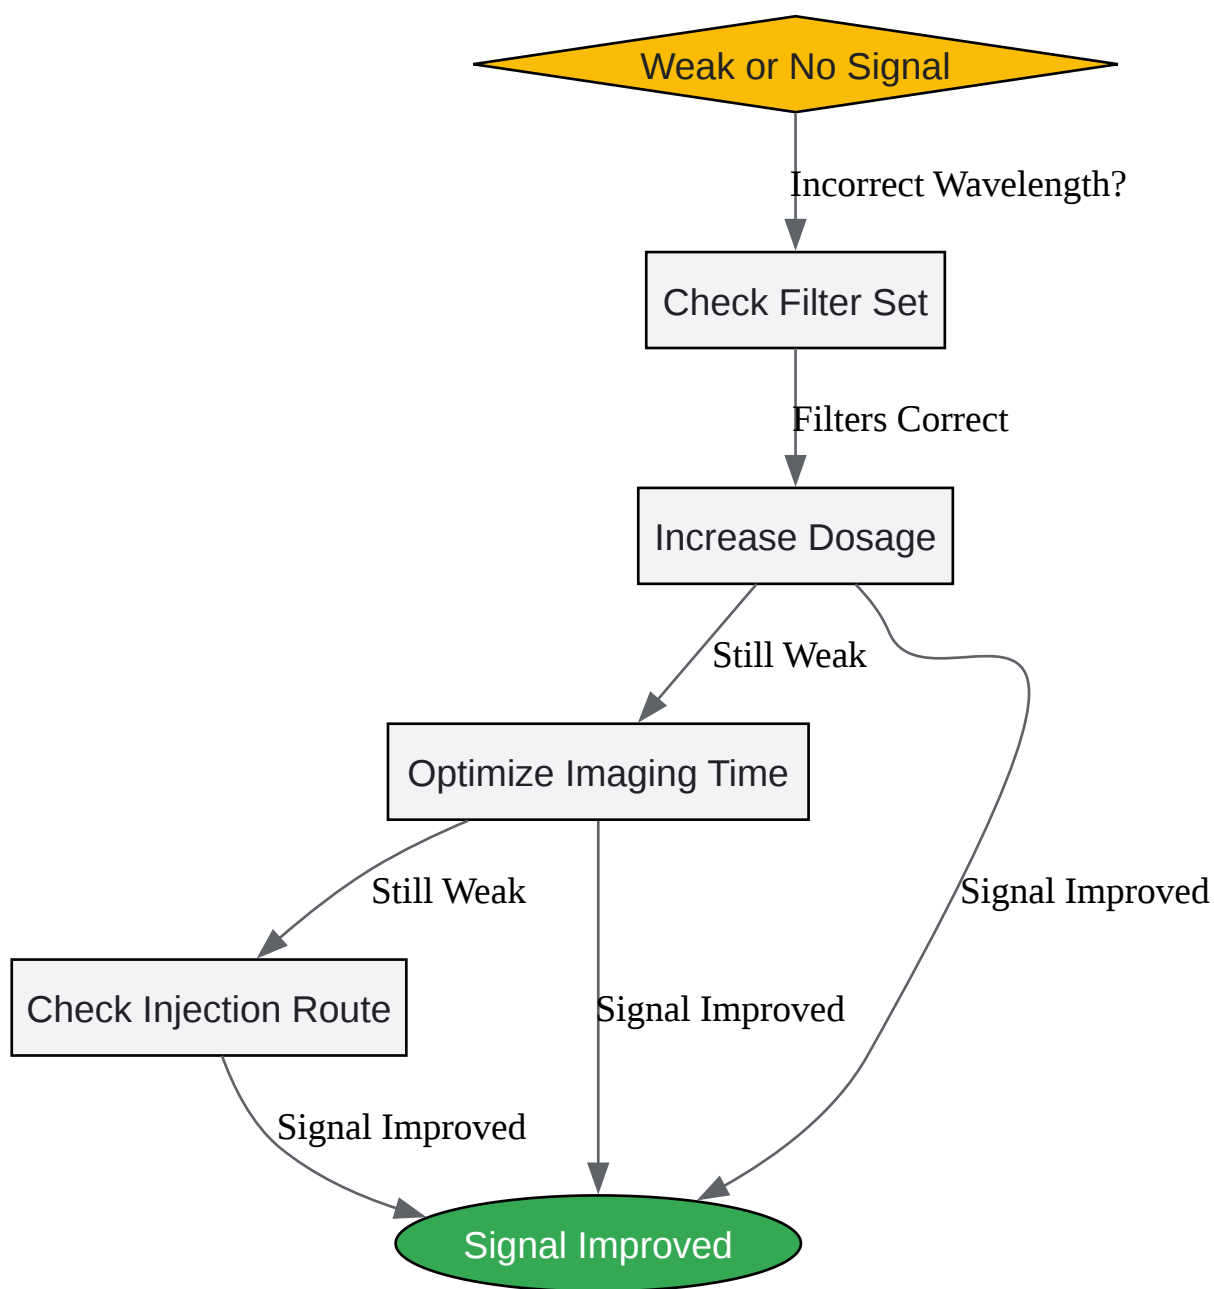 Weak or No Signal
Incorrect Wavelength?
Check Filter Set
Filters Correct
Increase Dosage
Still Weak
Optimize Imaging Time
Still Weak
Signal Improved
Check Injection Route
Signal Improved
Signal Improved
Signal Improved